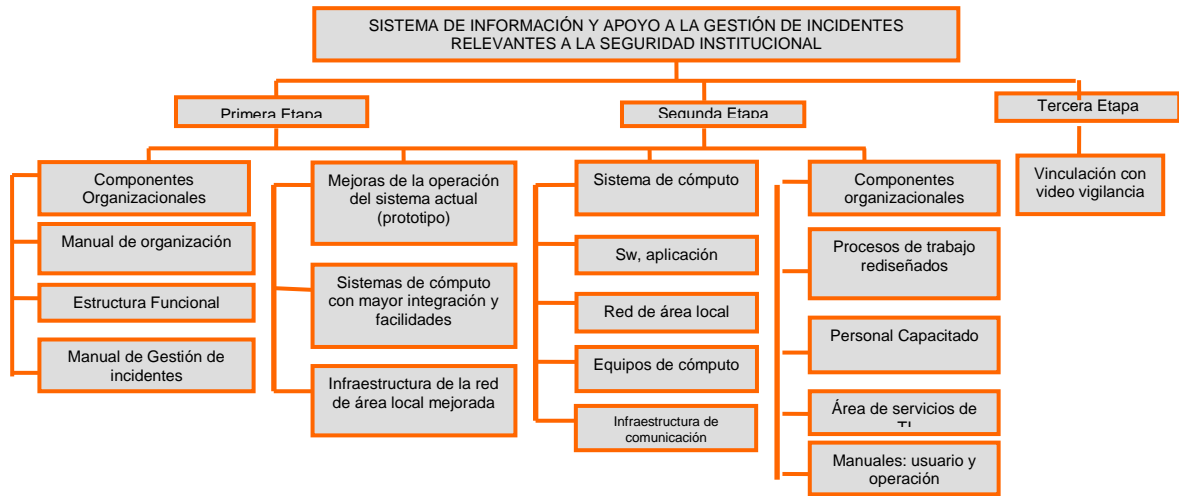 SISTEMA DE INFORMACIÓN Y APOYO A LA GESTIÓN DE INCIDENTES
RELEVANTES A LA SEGURIDAD INSTITUCIONAL
Primera Etapa
Segunda Etapa
Tercera Etapa
Componentes
Organizacionales
Manual de organización
Estructura Funcional
Manual de Gestión de
incidentes
Mejoras de la operación
del sistema actual
(prototipo)
Sistemas de cómputo
con mayor integración y
facilidades
Infraestructura de la red
de área local mejorada
Sistema de cómputo
Sw, aplicación
Red de área local
Equipos de cómputo
Infraestructura de
comunicación
Componentes
organizacionales
Procesos de trabajo
rediseñados
Personal Capacitado
Área de servicios de
TI
Manuales: usuario y
operación
Vinculación con
video vigilancia